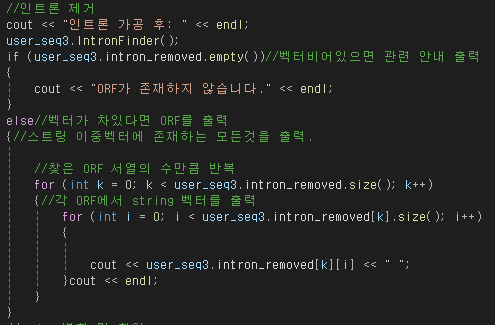 //인트론 제거
cout << "인트론 가공 후: " << endl;
user_seq3.IntronFinder();
if (user_seq3.intron_removed.empty())//벡터비어있으면 관련 안내 출력
{
cout << "ORF가 존재하지 않습니다." << endl;
}
else//벡터가 차있다면 ORF를 출력
{//스트링 이중벡터에 존재하는 모든것을 출력.
//찾은 ORF 서열의 수만큼 반복
for (int k = 0; k < user_seq3.intron_removed.size(); k++)
{//각 ORF에서 string 벡터를 출력
for (int i = 0; i < user_seq3.intron_removed[k].size(); i++)
{
cout << user_seq3.intron_removed[k][i] << " ";
}cout << endl;
}
}